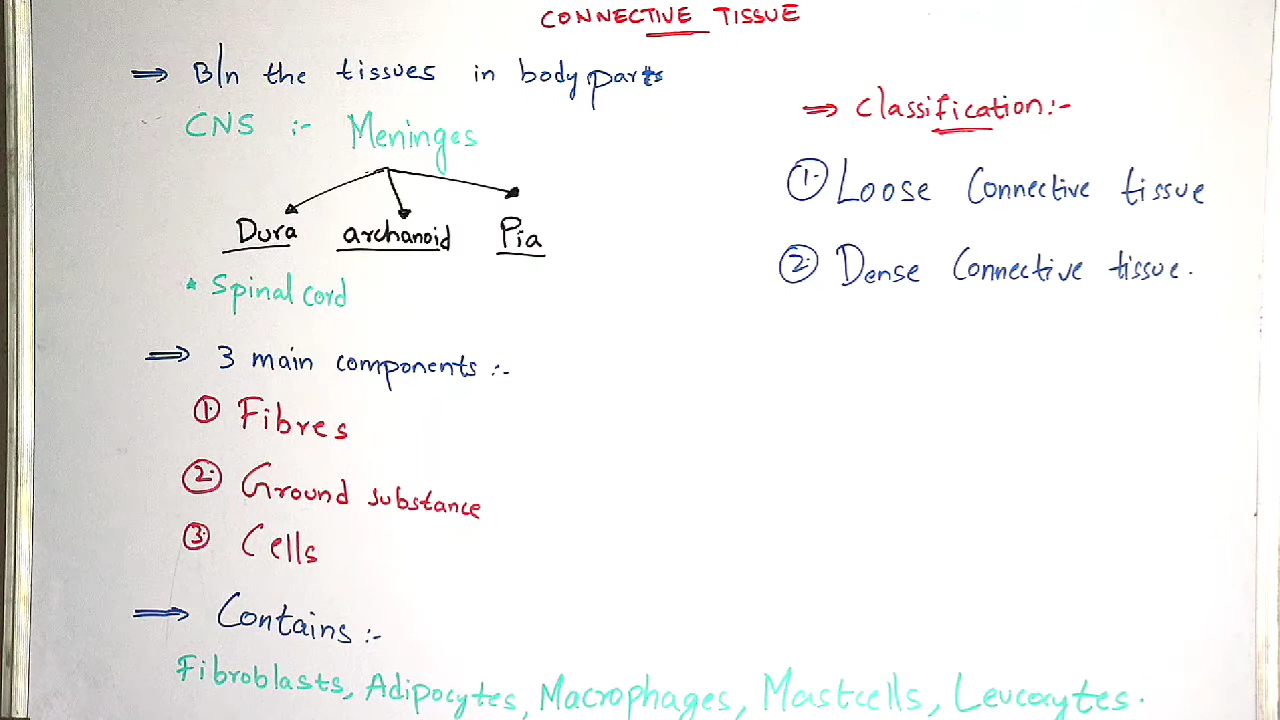 CONNECTIVE TISSUE
⇒ B/n the tissues in body parts
CNS :- Meninges
Dura archanoid Pia
* Spinal cord
⇒ 3 main components :-
① Fibres
② Ground substance
③ Cells
⇒ Contains :-
Fibroblasts, Adipocytes, Macrophages, Mastcells, Leucocytes.
⇒ Classification :-
① Loose Connective tissue
② Dense Connective tissue.